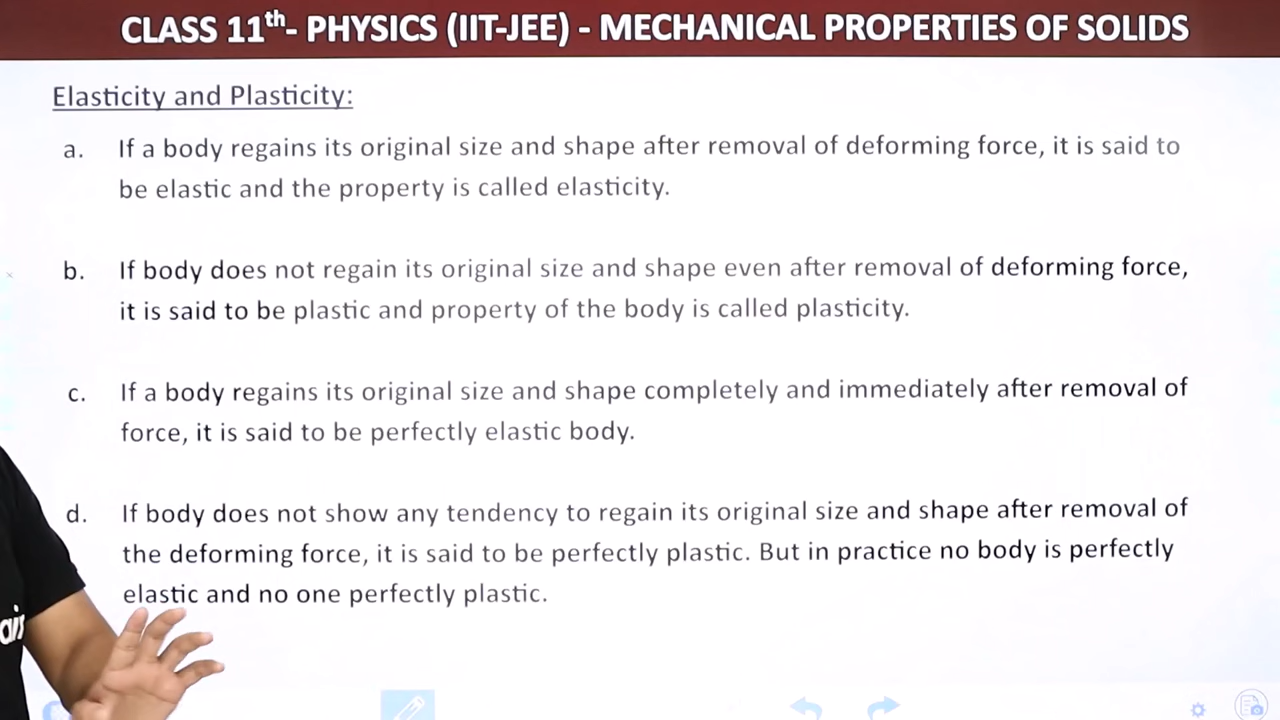 CLASS 11th- PHYSICS (IIT-JEE) - MECHANICAL PROPERTIES OF SOLIDS
Elasticity and Plasticity:
a. If a body regains its original size and shape after removal of deforming force, it is said to
be elastic and the property is called elasticity.
b. If body does not regain its original size and shape even after removal of deforming force,
it is said to be plastic and property of the body is called plasticity.
c. If a body regains its original size and shape completely and immediately after removal of
force, it is said to be perfectly elastic body.
d. If body does not show any tendency to regain its original size and shape after removal of
the deforming force, it is said to be perfectly plastic. But in practice no body is perfectly
elastic and no one perfectly plastic.